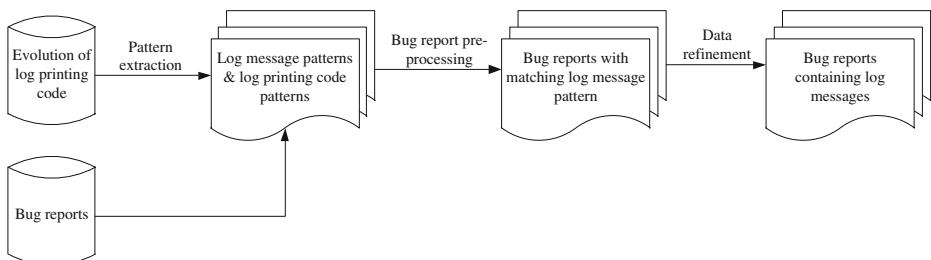 Evolution of
log printing
code
Pattern
extraction
Log message patterns
& log printing code
patterns
Bug report pre-
processing
Bug reports with
matching log message
pattern
Data
refinement
Bug reports
containing log
messages
Bug reports